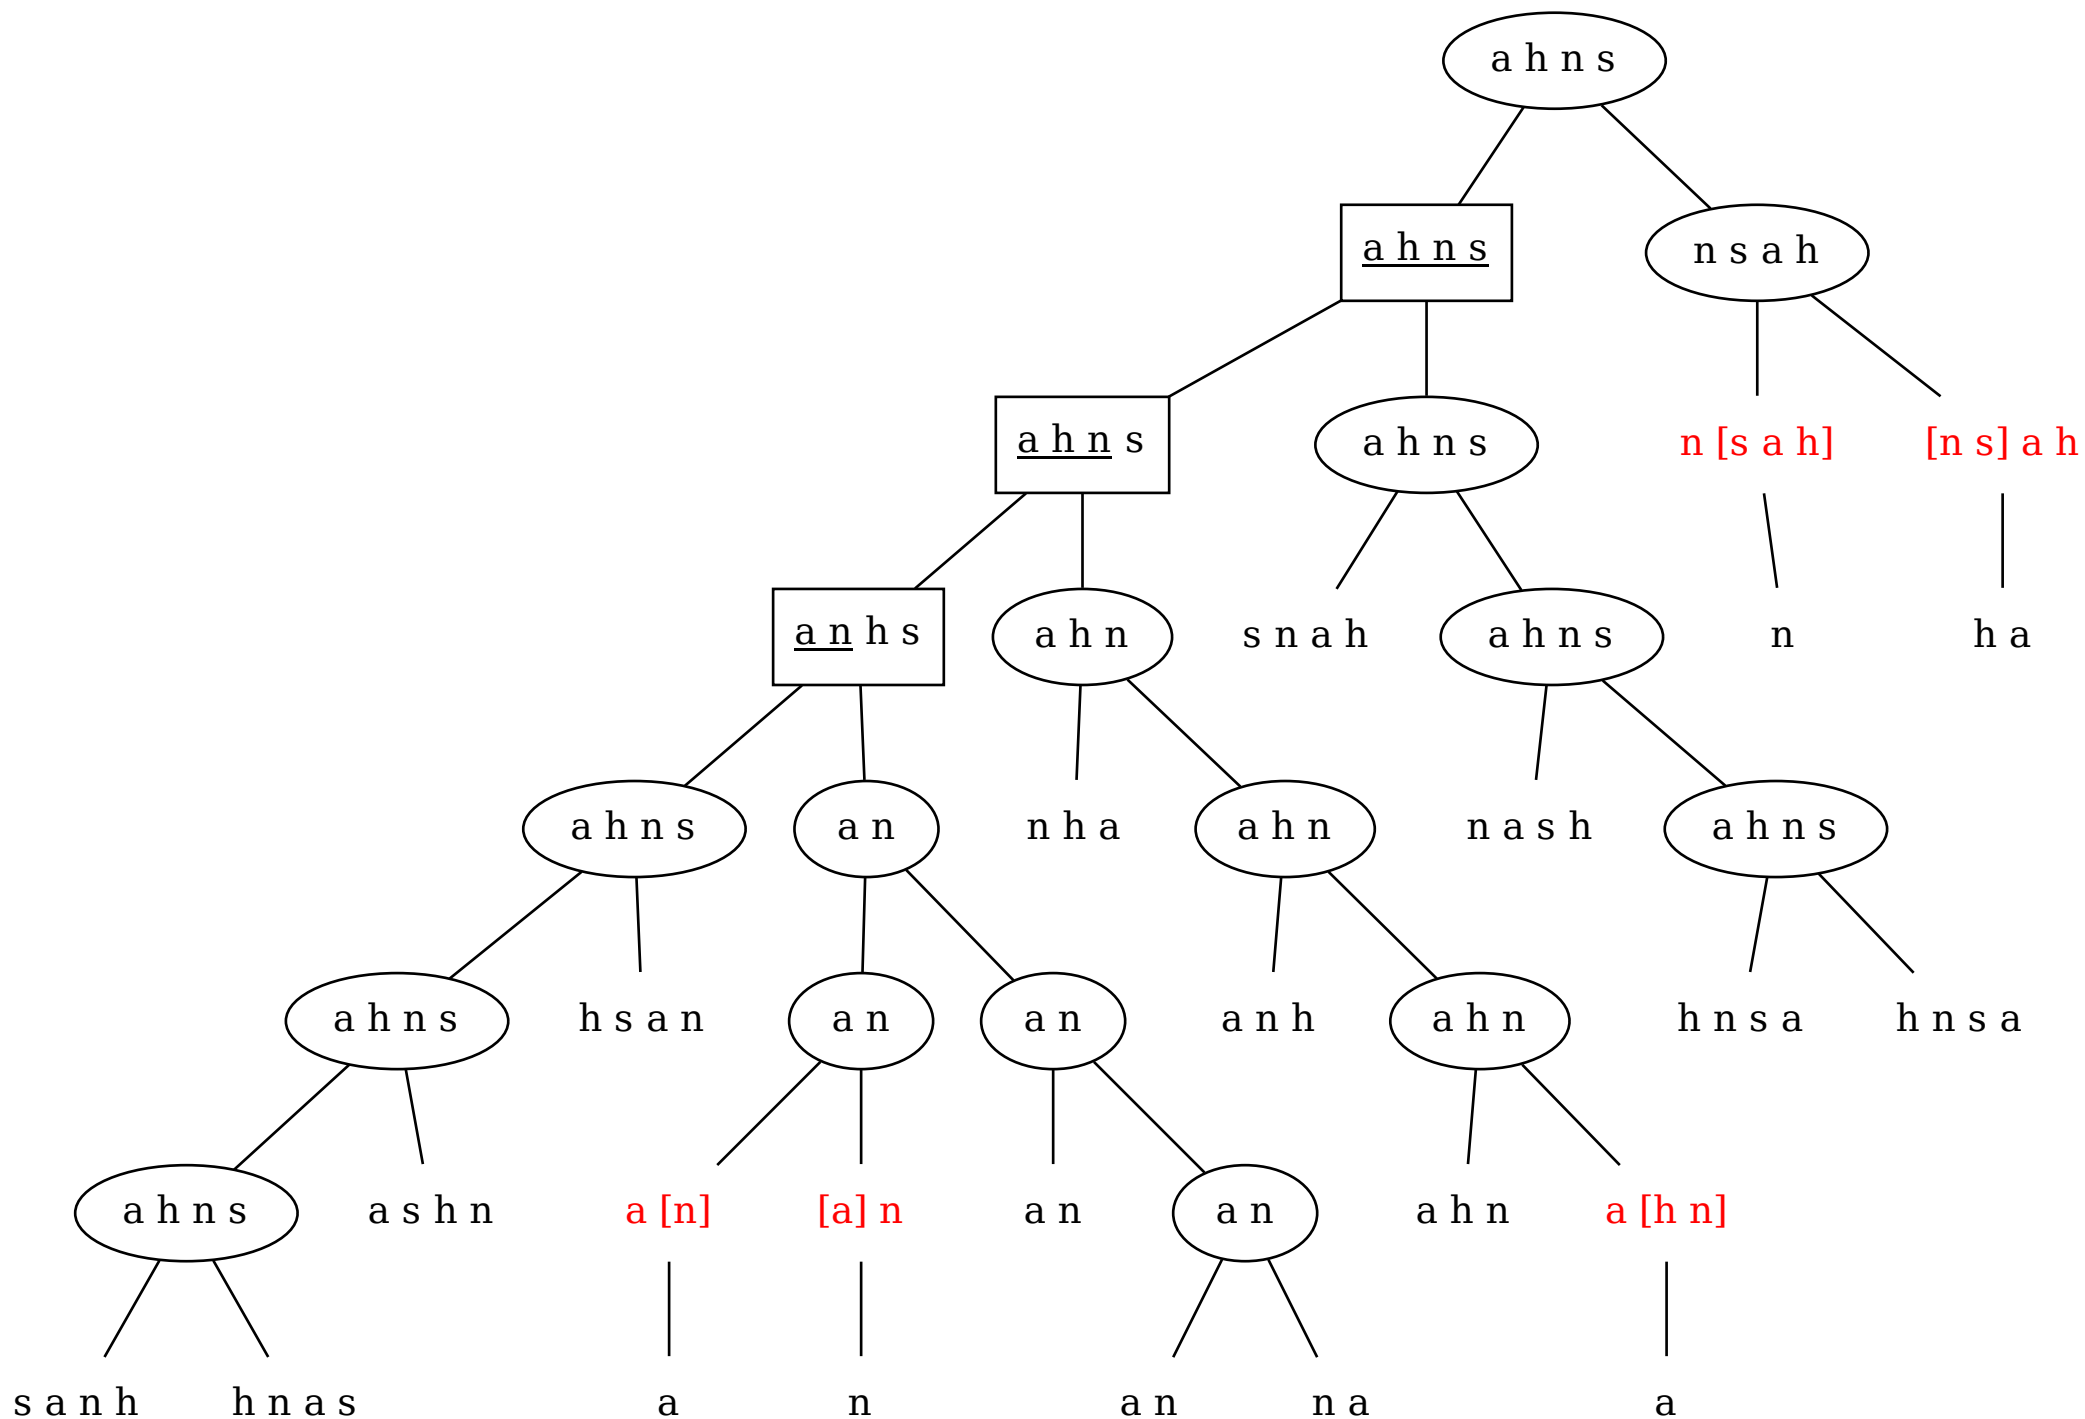 a h n s
a h n s
n s a h
a h n s
a h n s
n [s a h]
[n s] a h
a n h s
a h n
s n a h
a h n s
n
h a
a h n s
a n
n h a
a h n
n a s h
a h n s
a h n s
h s a n
a n
a n
a n h
a h n
h n s a
h n s a
a h n s
a s h n
a [n]
[a] n
a n
a n
a h n
a [h n]
s a n h
h n a s
a
n
a n
n a
a